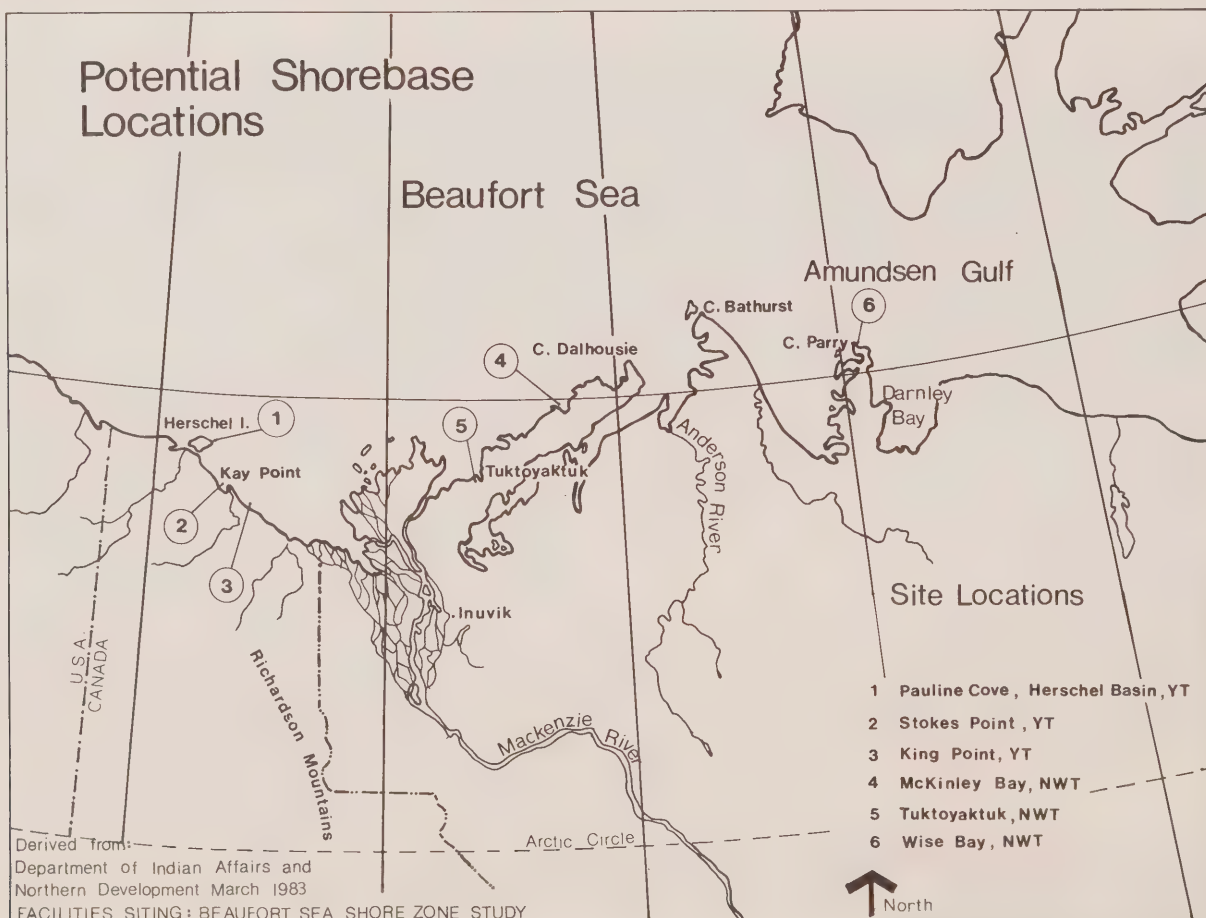 Potential Shorebase
Locations
Beaufort Sea
Amundsen Gulf
6
C. Bathurst
C. Parry
C. Dalhousie
4
Darnley
Bay
Herschel I.
1
5
Anderson River
Kay Point
Tuktoyaktuk
2
3
Inuvik
U.S.A.
CANADA
Richardson Mountains
Mackenzie River
Site Locations
1 Pauline Cove, Herschel Basin, YT
2 Stokes Point, YT
3 King Point, YT
4 McKinley Bay, NWT
5 Tuktoyaktuk, NWT
6 Wise Bay, NWT
Arctic Circle
North
Derived from:
Department of Indian Affairs and
Northern Development March 1983
FACILITIES SITING: BEAUFORT SEA SHORE ZONE STUDY